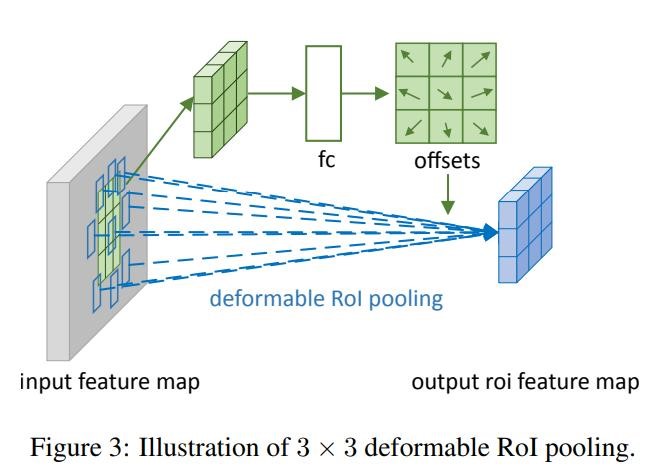 fc
offsets
deformable RoI pooling
input feature map
output roi feature map
Figure 3: Illustration of 3 × 3 deformable RoI pooling.